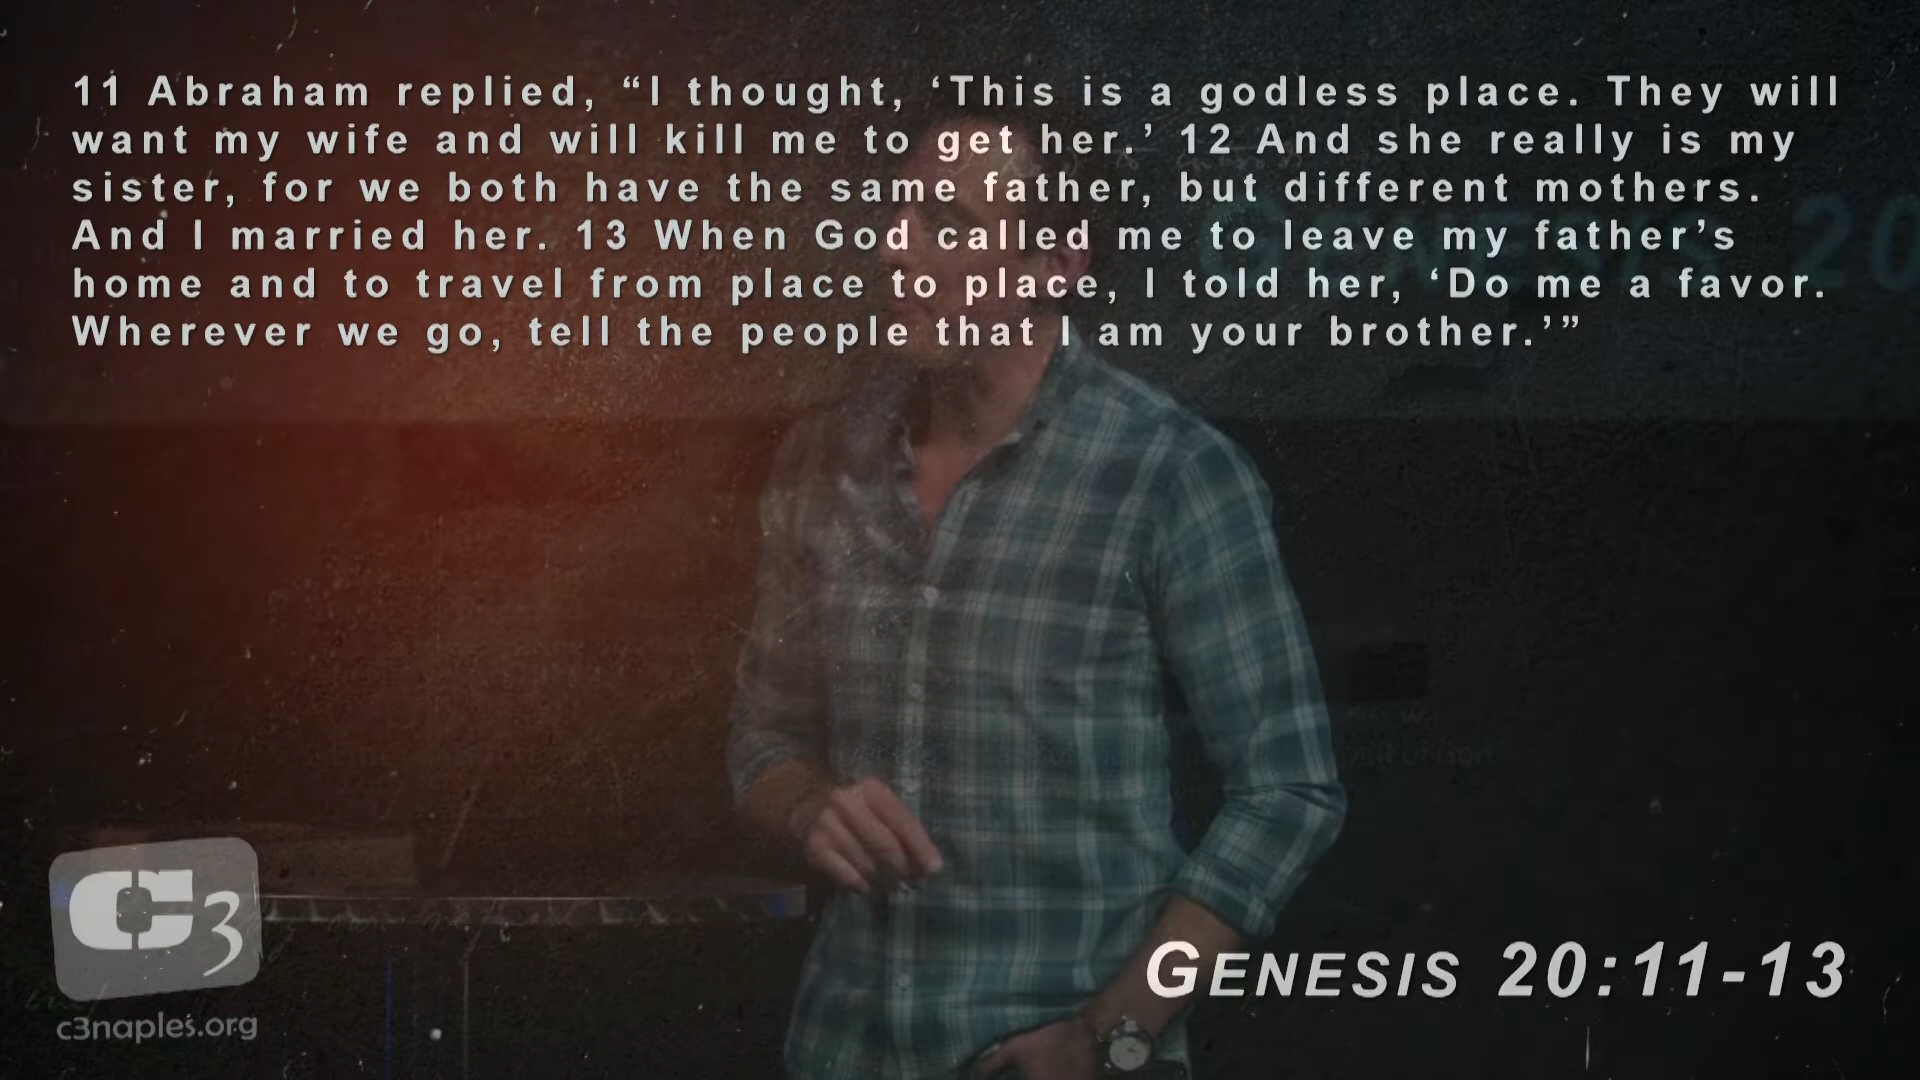 11 Abraham replied, “I thought, ‘This is a godless place. They will
want my wife and will kill me to get her.’ 12 And she really is my
sister, for we both have the same father, but different mothers.
And I married her. 13 When God called me to leave my father’s
home and to travel from place to place, I told her, ‘Do me a favor.
Wherever we go, tell the people that I am your brother.’”
Genesis 20
C3
Genesis 20:11-13
c3naples.org